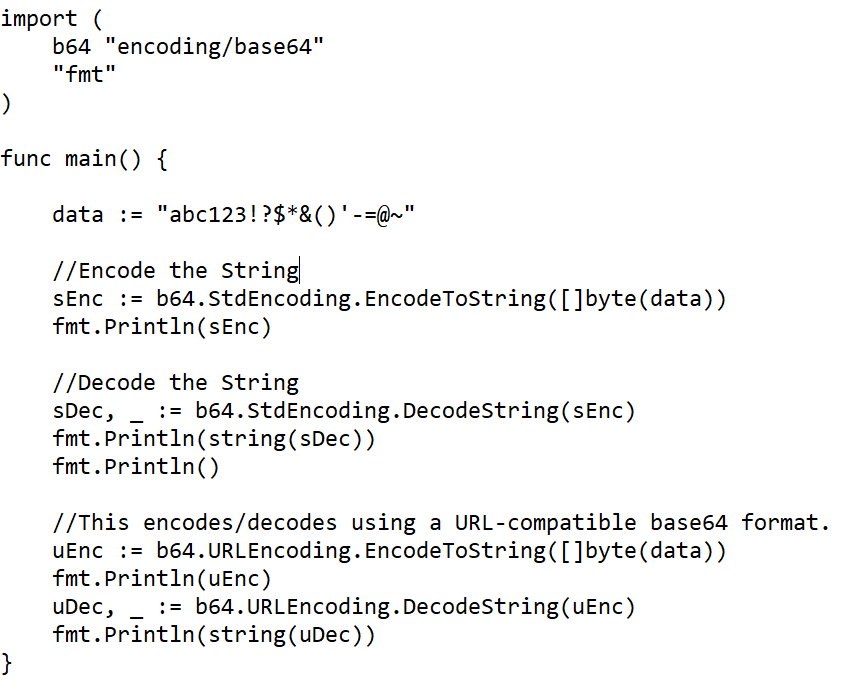 import (
    b64 "encoding/base64"
    "fmt"
)

func main() {

    data := "abc123!?$*&()'-=@~"

    //Encode the String
    sEnc := b64.StdEncoding.EncodeToString([]byte(data))
    fmt.Println(sEnc)

    //Decode the String
    sDec, _ := b64.StdEncoding.DecodeString(sEnc)
    fmt.Println(string(sDec))
    fmt.Println()

    //This encodes/decodes using a URL-compatible base64 format.
    uEnc := b64.URLEncoding.EncodeToString([]byte(data))
    fmt.Println(uEnc)
    uDec, _ := b64.URLEncoding.DecodeString(uEnc)
    fmt.Println(string(uDec))
}